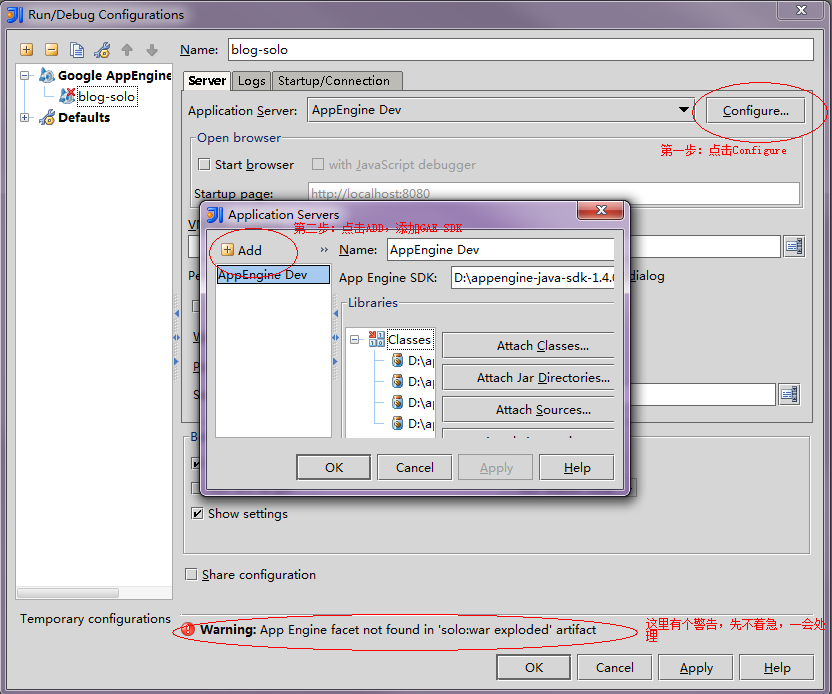 Run/Debug Configurations
Name: blog-solo
Google AppEngine
blog-solo
Defaults
Server Logs Startup/Connection
Application Server: AppEngine Dev Configure...
第一步：点击Configure
Open browser
Start browser with JavaScript debugger
Startup page: http://localhost:8080
Application Servers
第二步：点击ADD，添加GAE SDK
Add » Name: AppEngine Dev
AppEngine Dev
App Engine SDK: D:\appengine-java-sdk-1.4.0
dialog
Libraries
Classes
D:\ap
D:\ap
D:\ap
D:\ap
Attach Classes...
Attach Jar Directories...
Attach Sources...
OK Cancel Apply Help
Show settings
Share configuration
Temporary configurations
Warning: App Engine facet not found in 'solo:war exploded' artifact
这里有个警告，先不着急，一会处
理
OK Cancel Apply Help